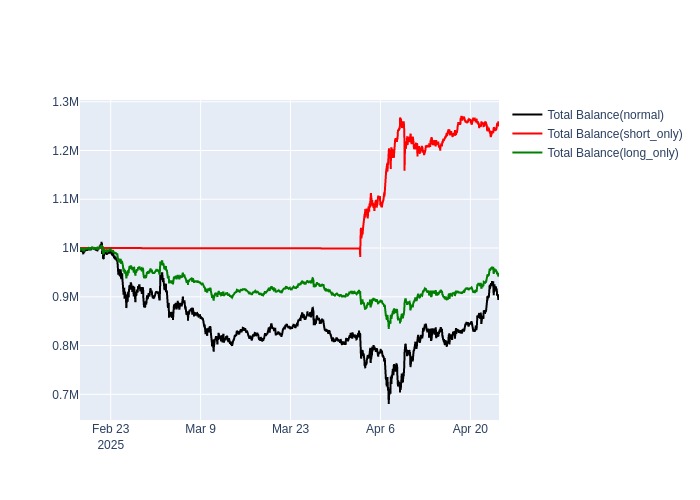 1.3M
1.2M
1.1M
1M
0.9M
0.8M
0.7M
Feb 23
2025
Mar 9
Mar 23
Apr 6
Apr 20
Total Balance(normal)
Total Balance(short_only)
Total Balance(long_only)